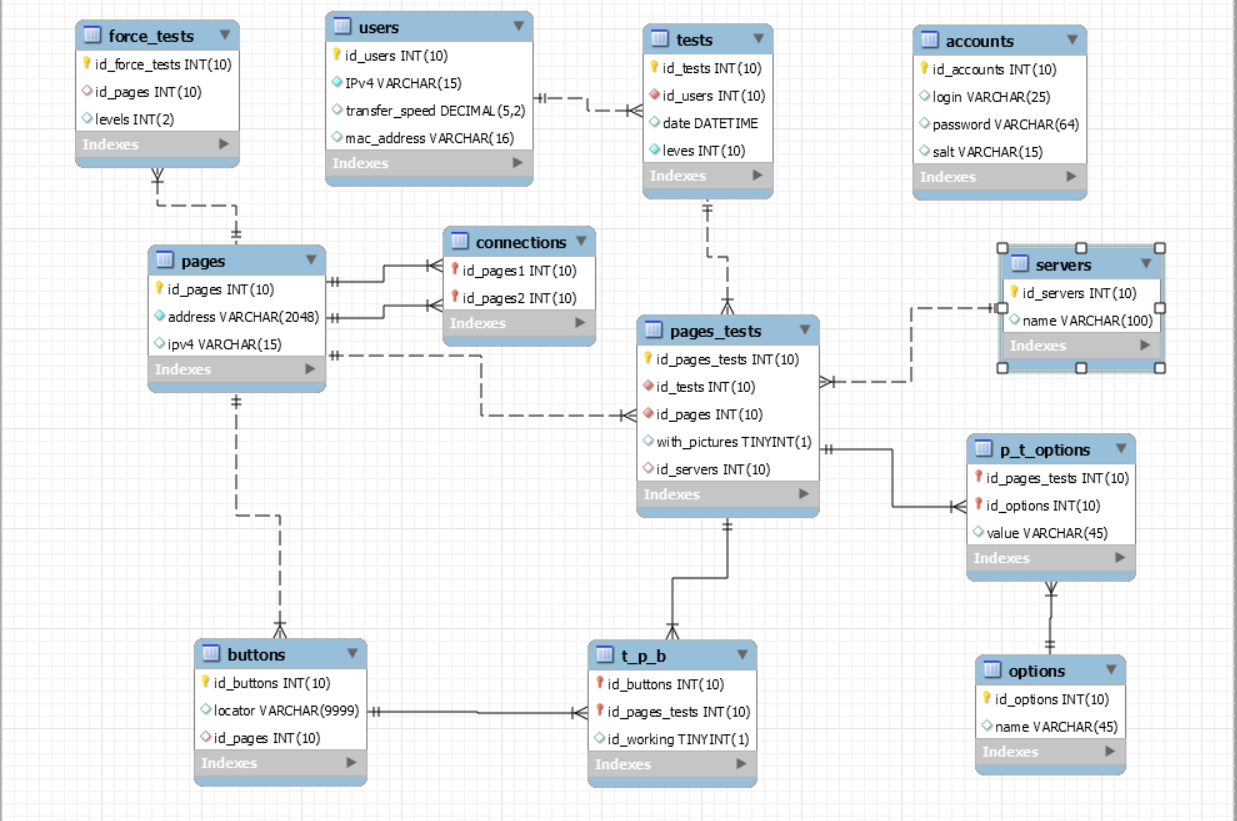 force_tests
id_force_tests INT(10)
id_pages INT(10)
levels INT(2)
Indexes
users
id_users INT(10)
IPv4 VARCHAR(15)
transfer_speed DECIMAL(5,2)
mac_address VARCHAR(16)
Indexes
tests
id_tests INT(10)
id_users INT(10)
date DATETIME
leves INT(10)
Indexes
accounts
id_accounts INT(10)
login VARCHAR(25)
password VARCHAR(64)
salt VARCHAR(15)
Indexes
pages
id_pages INT(10)
address VARCHAR(2048)
ipv4 VARCHAR(15)
Indexes
connections
id_pages1 INT(10)
id_pages2 INT(10)
Indexes
servers
id_servers INT(10)
name VARCHAR(100)
Indexes
pages_tests
id_pages_tests INT(10)
id_tests INT(10)
id_pages INT(10)
with_pictures TINYINT(1)
id_servers INT(10)
Indexes
p_t_options
id_pages_tests INT(10)
id_options INT(10)
value VARCHAR(45)
Indexes
buttons
id_buttons INT(10)
locator VARCHAR(9999)
id_pages INT(10)
Indexes
t_p_b
id_buttons INT(10)
id_pages_tests INT(10)
id_working TINYINT(1)
Indexes
options
id_options INT(10)
name VARCHAR(45)
Indexes